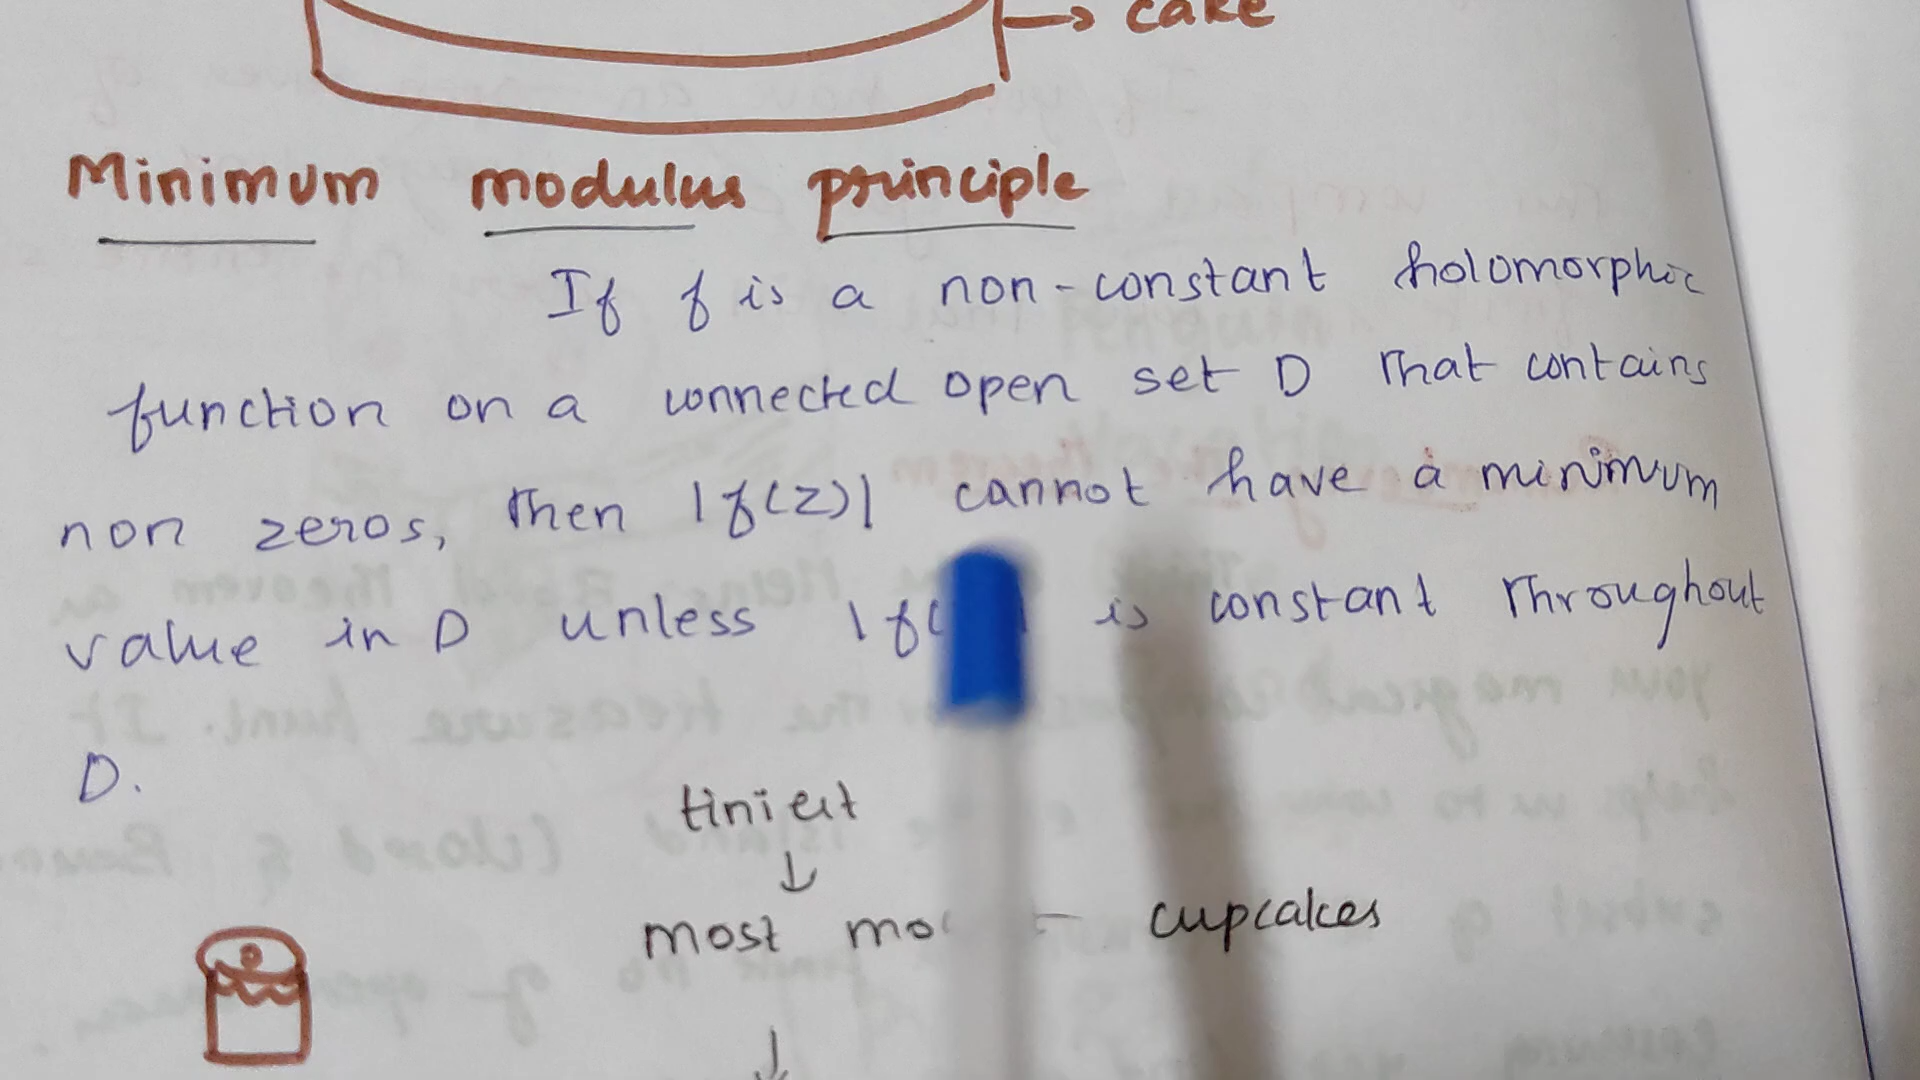 → cake
Minimum modulus principle
If f is a non-constant holomorphic
function on a connected open set D that contains
non zeros, then |f(z)| cannot have a minimum
value in D unless |f( | is constant throughout
D.
tiniest
↓
most - cupcakes
↓